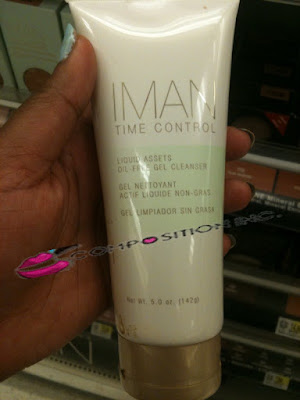 IMAN
TIME CONTROL
LIQUID ASSETS
OIL-FREE GEL CLEANSER
GEL NETTOYANT
ACTIF LIQUIDE NON-GRAS
GEL LIMPIADOR SIN GRASA
Net Wt. 5.0 oz. (142g)